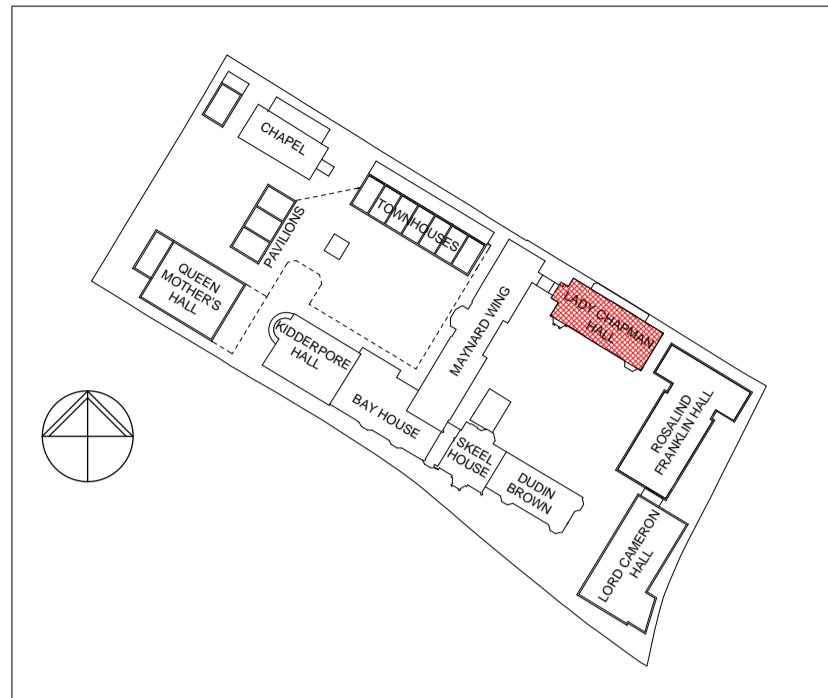 CHAPEL
PAVILIONS
TOWNHOUSES
QUEEN
MOTHER'S
HALL
KIDDERPORE
HALL
BAY HOUSE
MAYNARD WING
LADY CHAPMAN
HALL
SKEEL
HOUSE
DUDIN
BROWN
ROSALIND
FRANKLIN HALL
LORD CAMERON
HALL